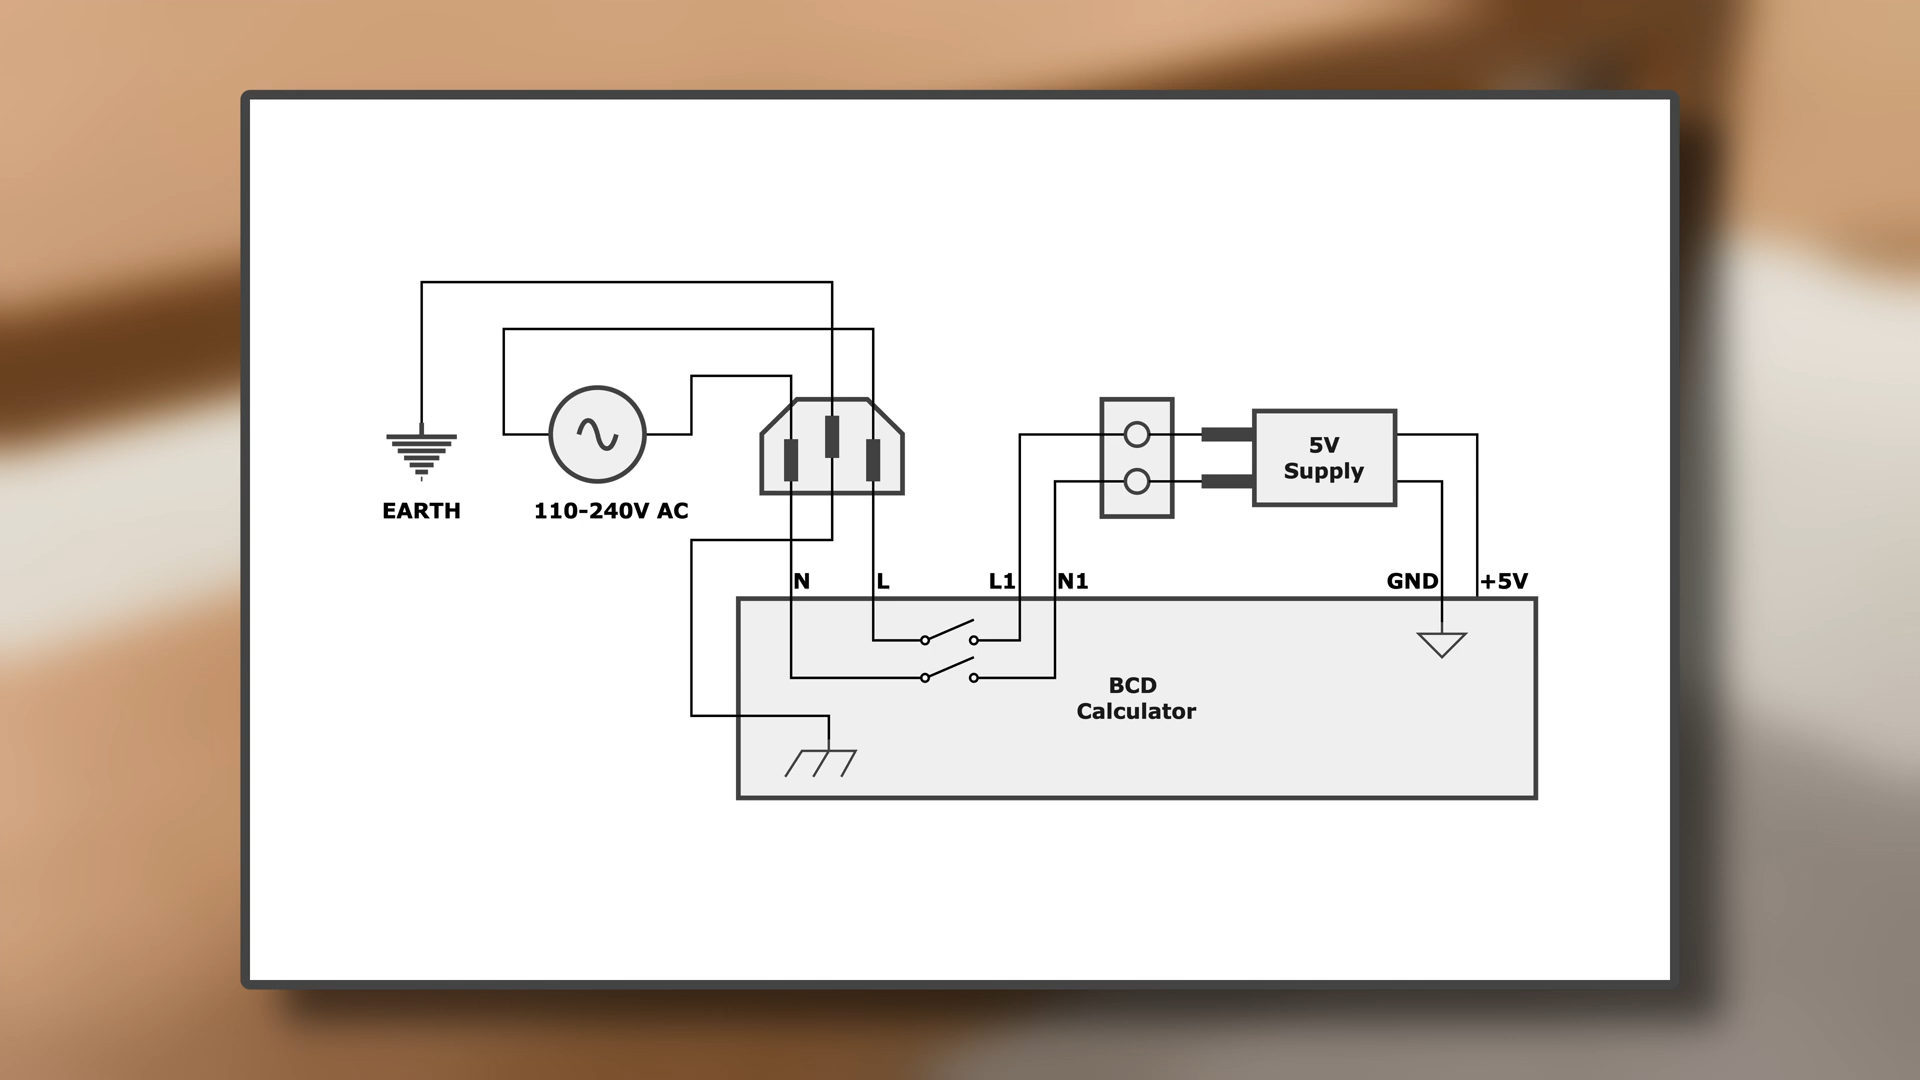 5V
Supply
EARTH
110-240V AC
N
L
L1
N1
GND
+5V
BCD
Calculator